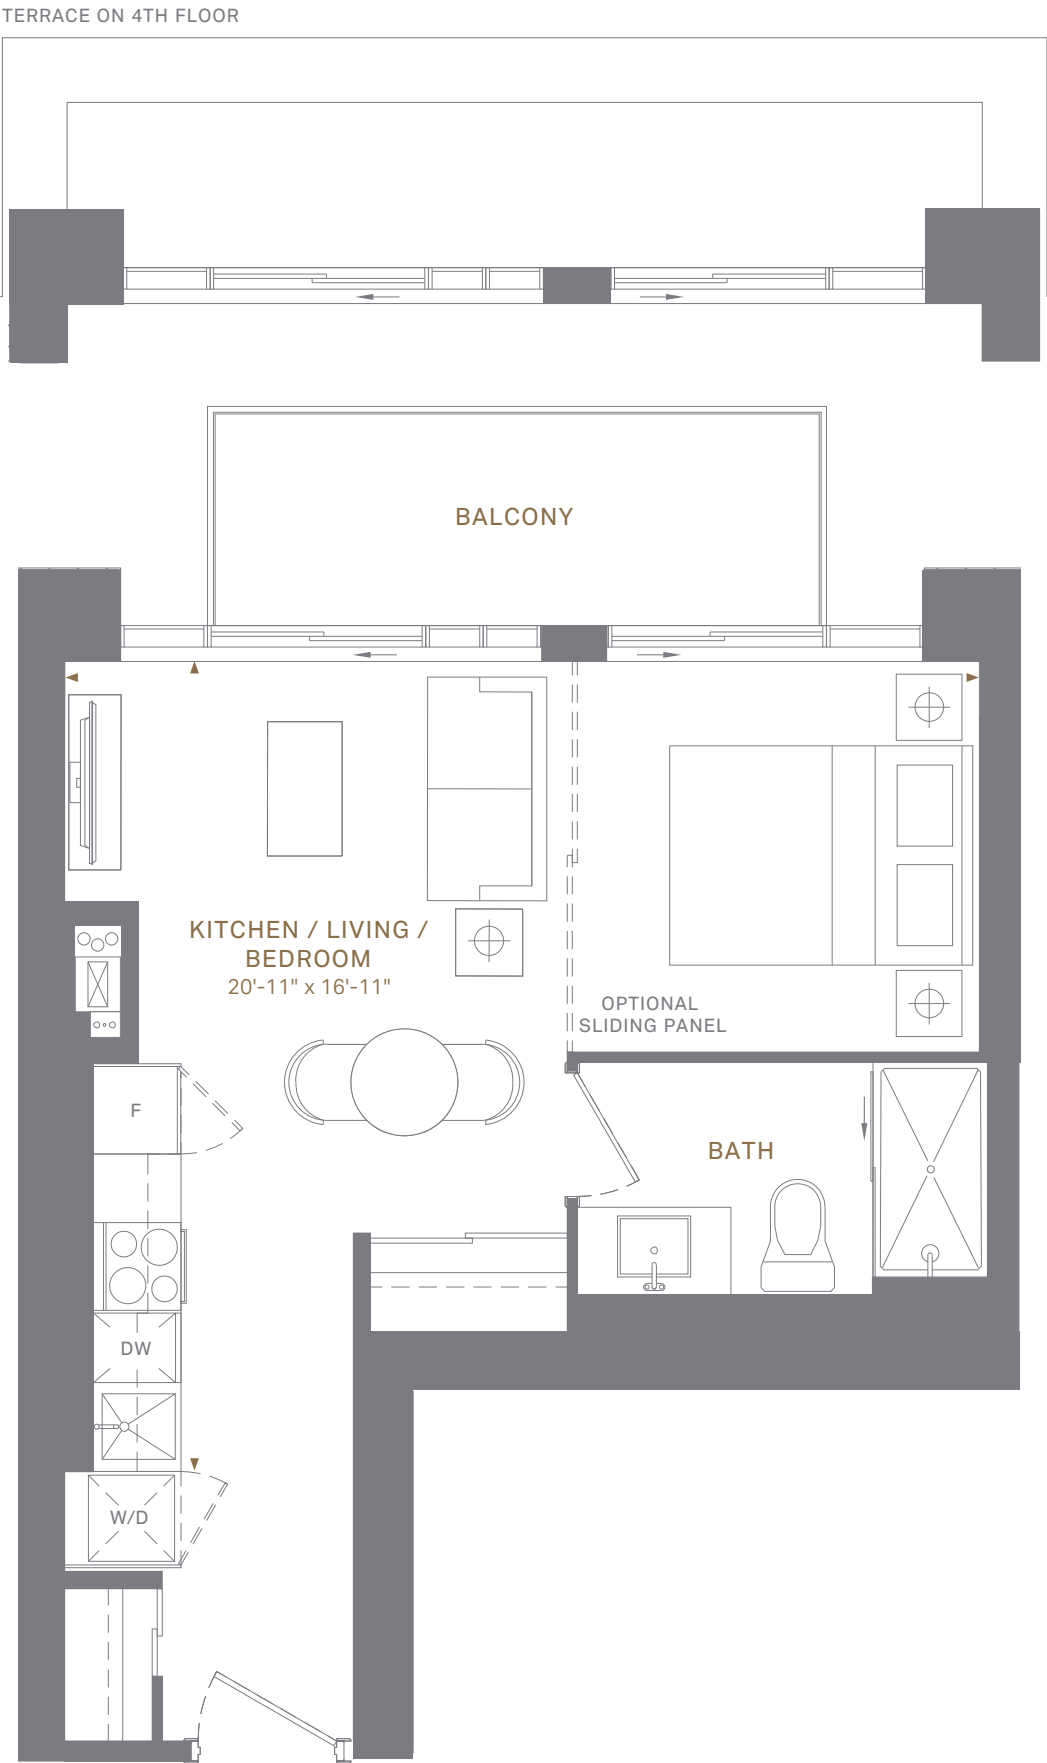 TERRACE ON 4TH FLOOR
BALCONY
KITCHEN / LIVING /
BEDROOM
20'-11" x 16'-11"
OPTIONAL
SLIDING PANEL
F
BATH
DW
W/D